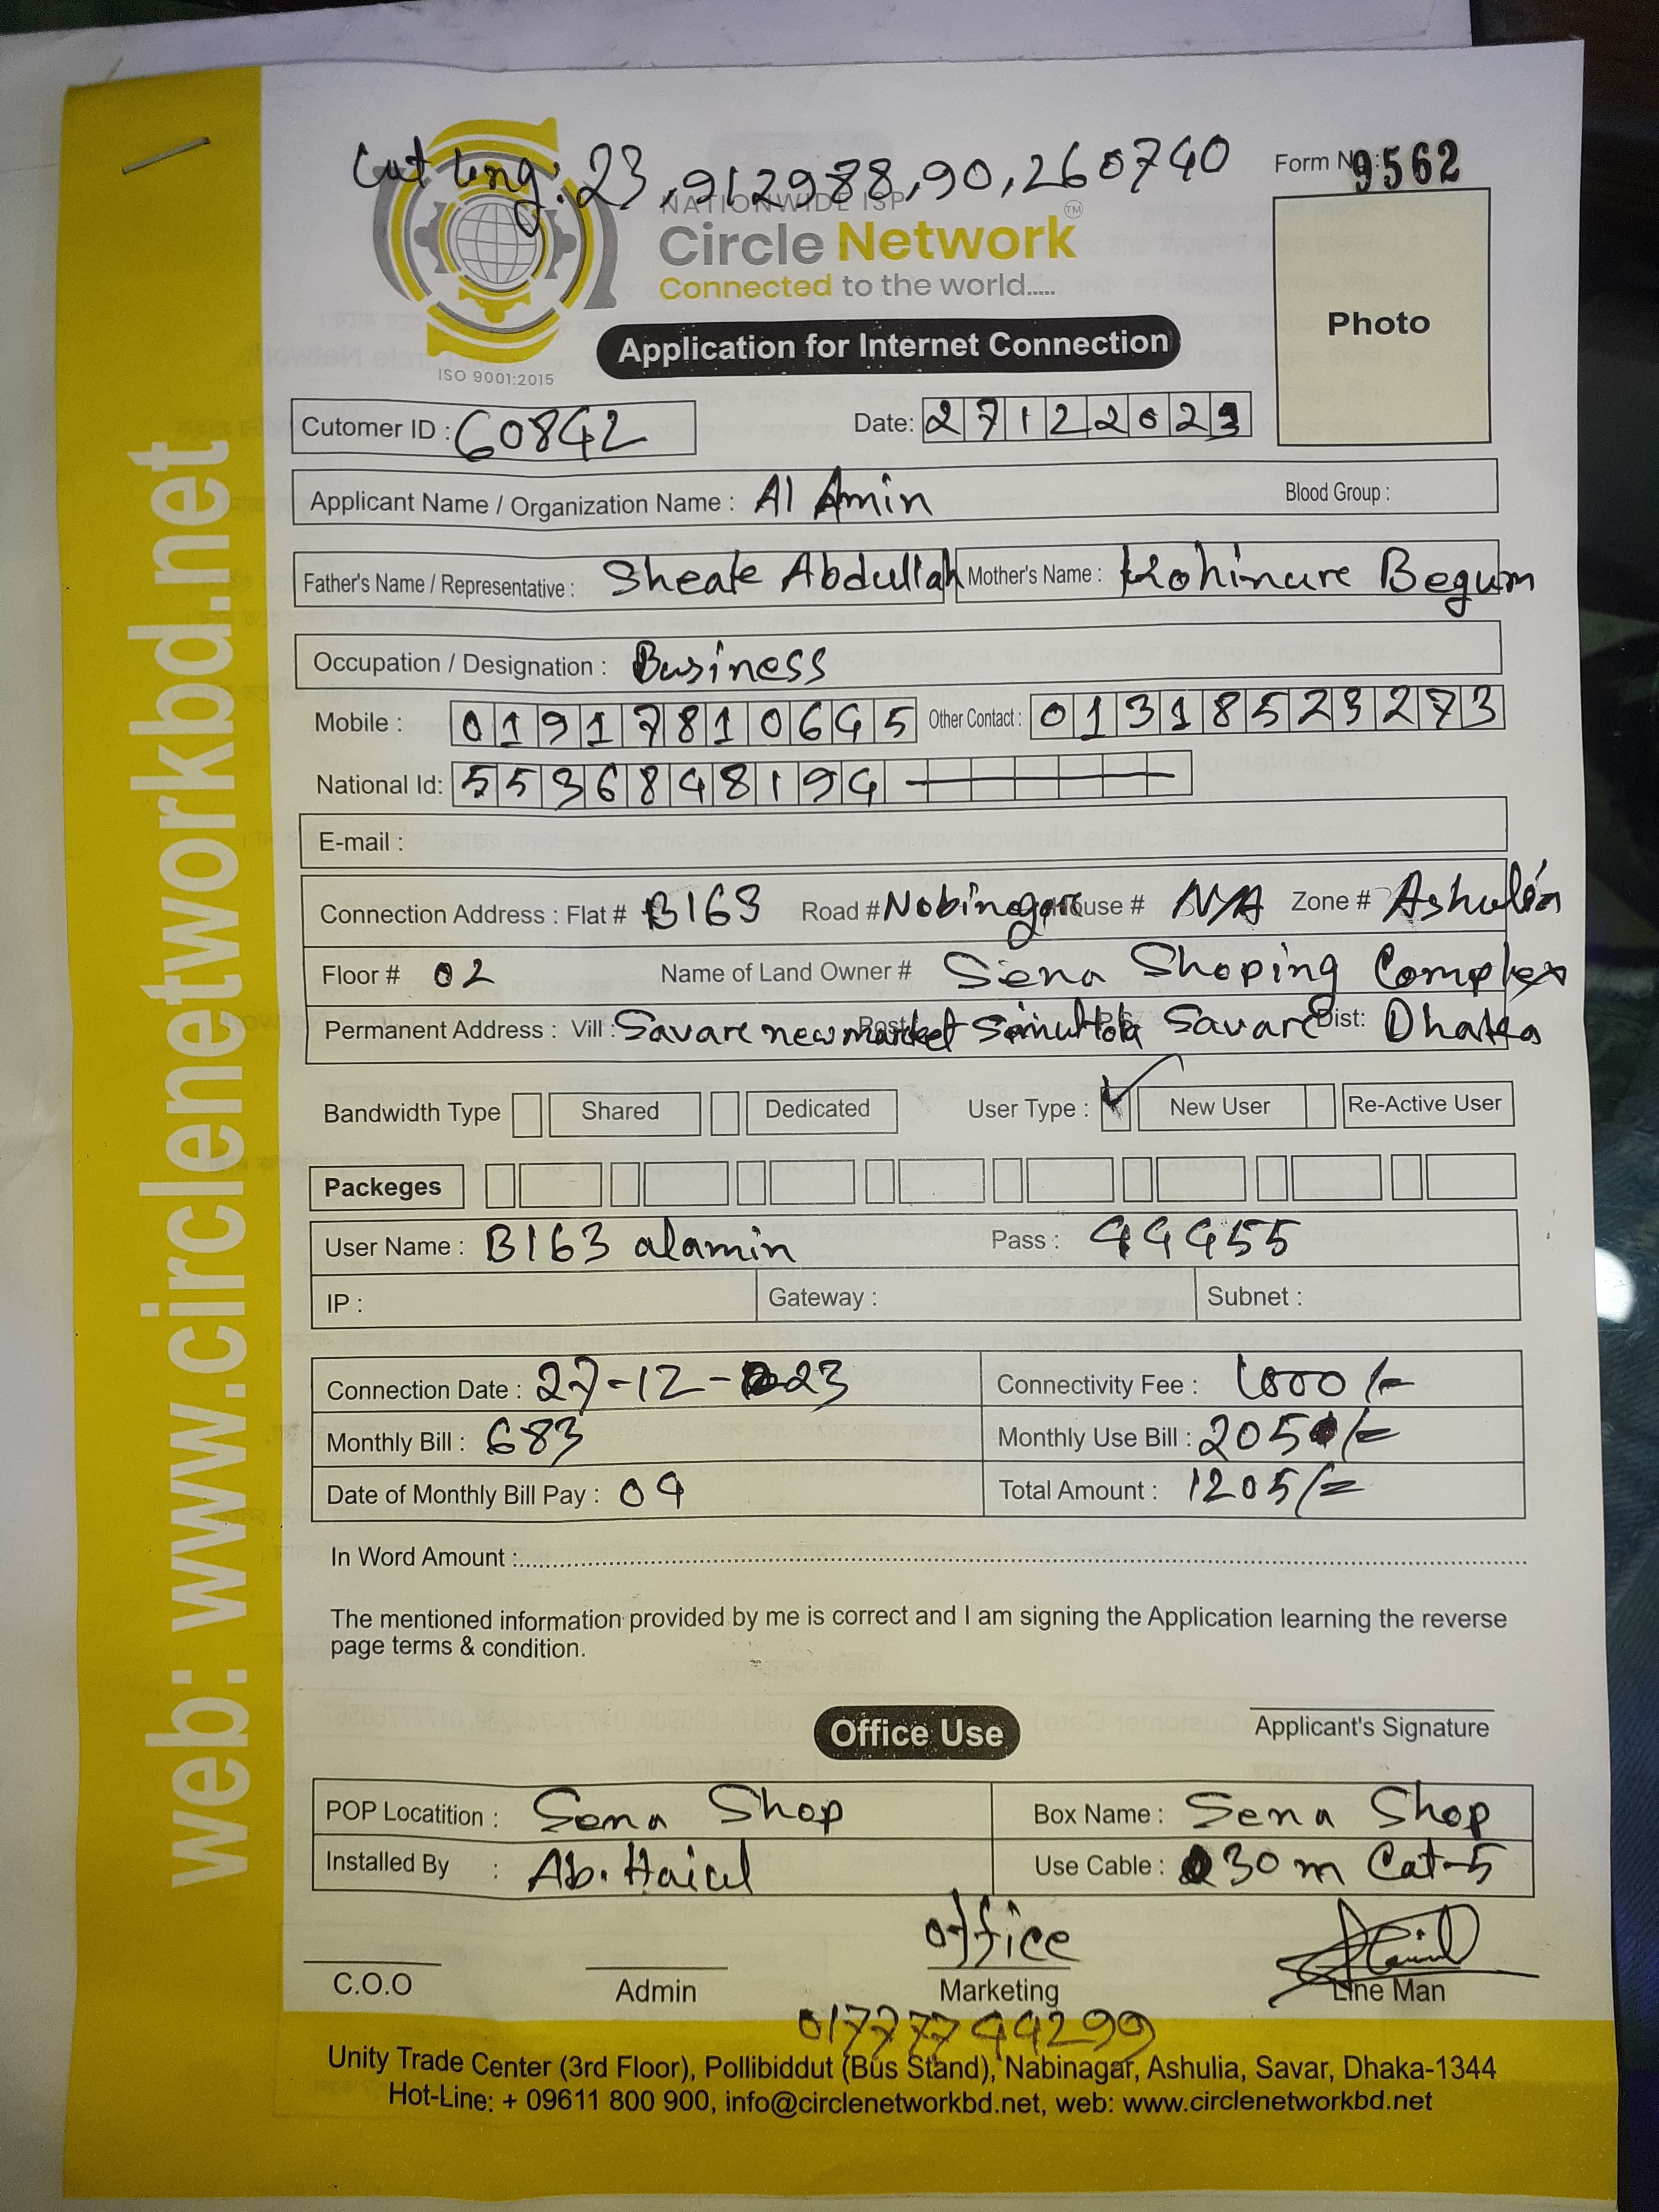 Cat Lng: 23.912988,90.260740
Form No: 9562
NATIONWIDE ISP
Circle Network TM
Connected to the world.....
Photo
Application for Internet Connection
ISO 9001:2015
Cutomer ID : 60842
Date: 27122023
Applicant Name / Organization Name : Al Amin Blood Group :
Father's Name / Representative : Sheak Abdullah Mother's Name : Kohinure Begum
Occupation / Designation : Business
Mobile : 01917810645 Other Contact : 01318523273
National Id: 5536848194
E-mail :
Connection Address : Flat # B163 Road # Nobinogor House # N/A Zone # Ashulia
Floor # 02 Name of Land Owner # Sena Shoping Complex
Permanent Address : Vill : Savare new market Post Savare Dist: Dhaka
Bandwidth Type Shared Dedicated User Type : New User Re-Active User
Packeges
User Name : B163 alamin Pass : 44455
IP : Gateway : Subnet :
Connection Date : 27-12-23 Connectivity Fee : 1000/-
Monthly Bill : 683 Monthly Use Bill : 205/=
Date of Monthly Bill Pay : 04 Total Amount : 1205/=
In Word Amount :
The mentioned information provided by me is correct and I am signing the Application learning the reverse
page terms & condition.
Applicant's Signature
Office Use
POP Locatition : Sena Shop Box Name : Sena Shop
Installed By : Ab. Haiul Use Cable : 30 m Cat-5
office
C.O.O Admin Marketing Line Man
01777744299
Unity Trade Center (3rd Floor), Pollibiddut (Bus Stand), Nabinagar, Ashulia, Savar, Dhaka-1344
Hot-Line: + 09611 800 900, info@circlenetworkbd.net, web: www.circlenetworkbd.net
web: www.circlenetworkbd.net